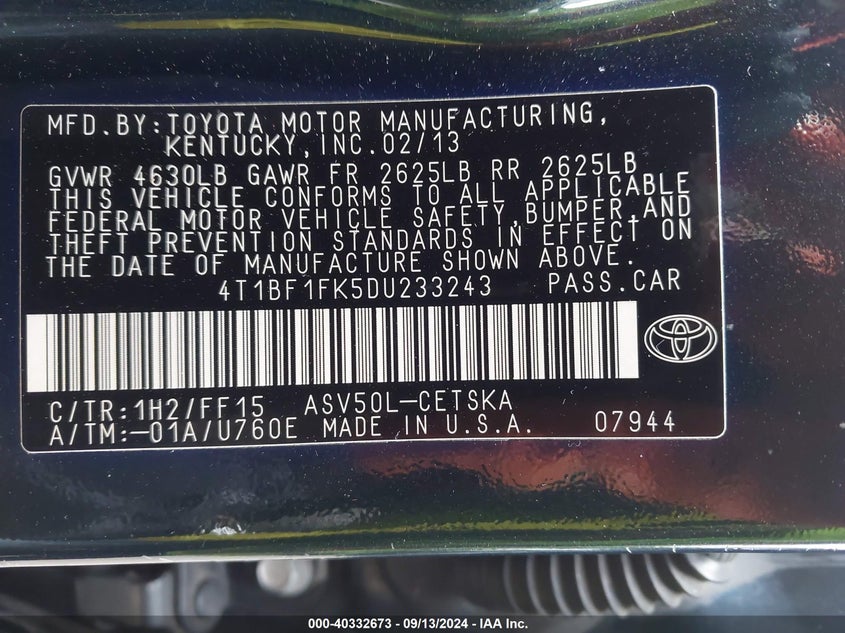 MFD.BY:TOYOTA MOTOR MANUFACTURING,
KENTUCKY,INC.02/13
GVWR 4630LB GAWR FR 2625LB RR 2625LB
THIS VEHICLE CONFORMS TO ALL APPLICABLE
FEDERAL MOTOR VEHICLE SAFETY,BUMPER,AND
THEFT PREVENTION STANDARDS IN EFFECT ON
THE DATE OF MANUFACTURE SHOWN ABOVE.
4T1BF1FK5DU233243 PASS.CAR
C/TR:1H2/FF15 ASV50L-CETSKA
A/TM:-01A/U760E MADE IN U.S.A. 07944
000-40332673 - 09/13/2024 - IAA Inc.